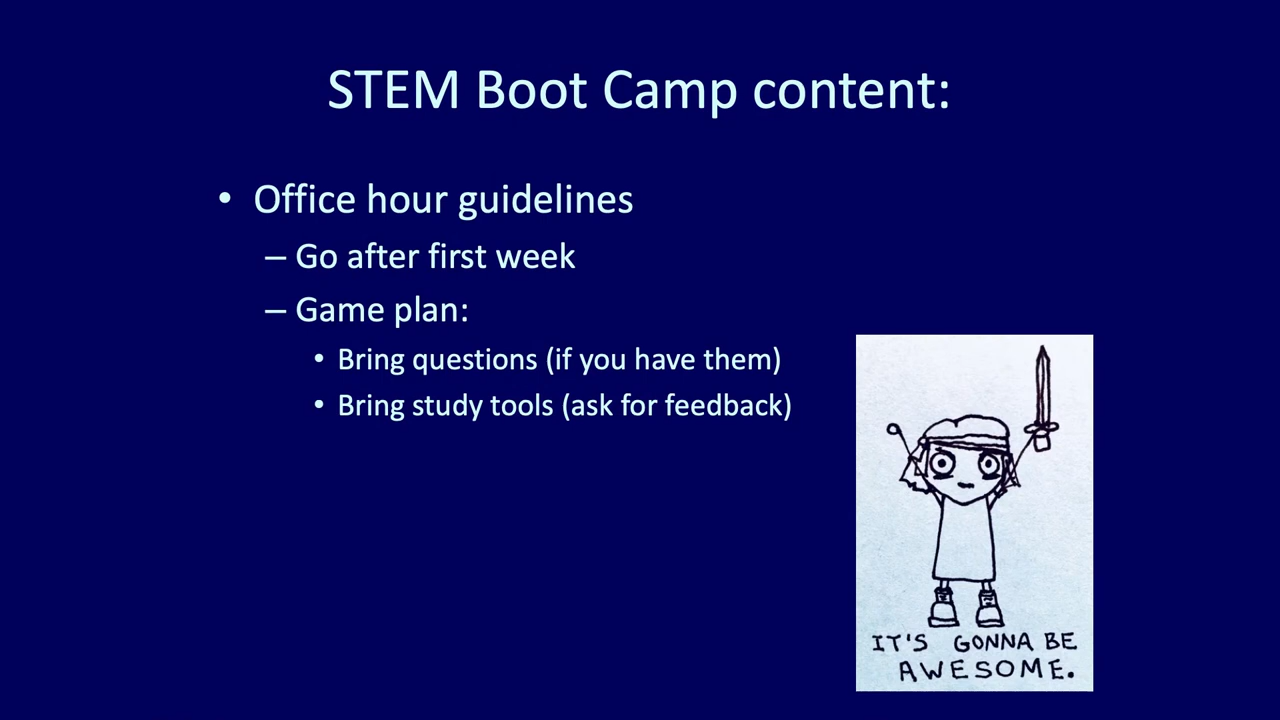 STEM Boot Camp content:
• Office hour guidelines
– Go after first week
– Game plan:
• Bring questions (if you have them)
• Bring study tools (ask for feedback)
IT'S GONNA BE
AWESOME.